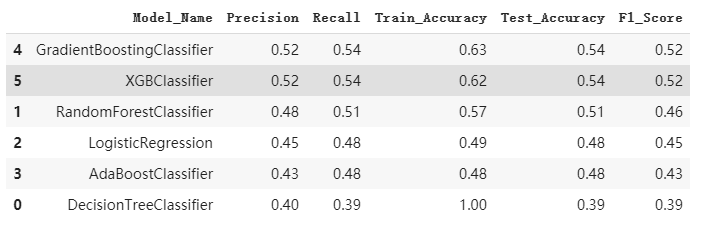 Model_Name Precision Recall Train_Accuracy Test_Accuracy F1_Score
4 GradientBoostingClassifier 0.52 0.54 0.63 0.54 0.52
5 XGBClassifier 0.52 0.54 0.62 0.54 0.52
1 RandomForestClassifier 0.48 0.51 0.57 0.51 0.46
2 LogisticRegression 0.45 0.48 0.49 0.48 0.45
3 AdaBoostClassifier 0.43 0.48 0.48 0.48 0.43
0 DecisionTreeClassifier 0.40 0.39 1.00 0.39 0.39